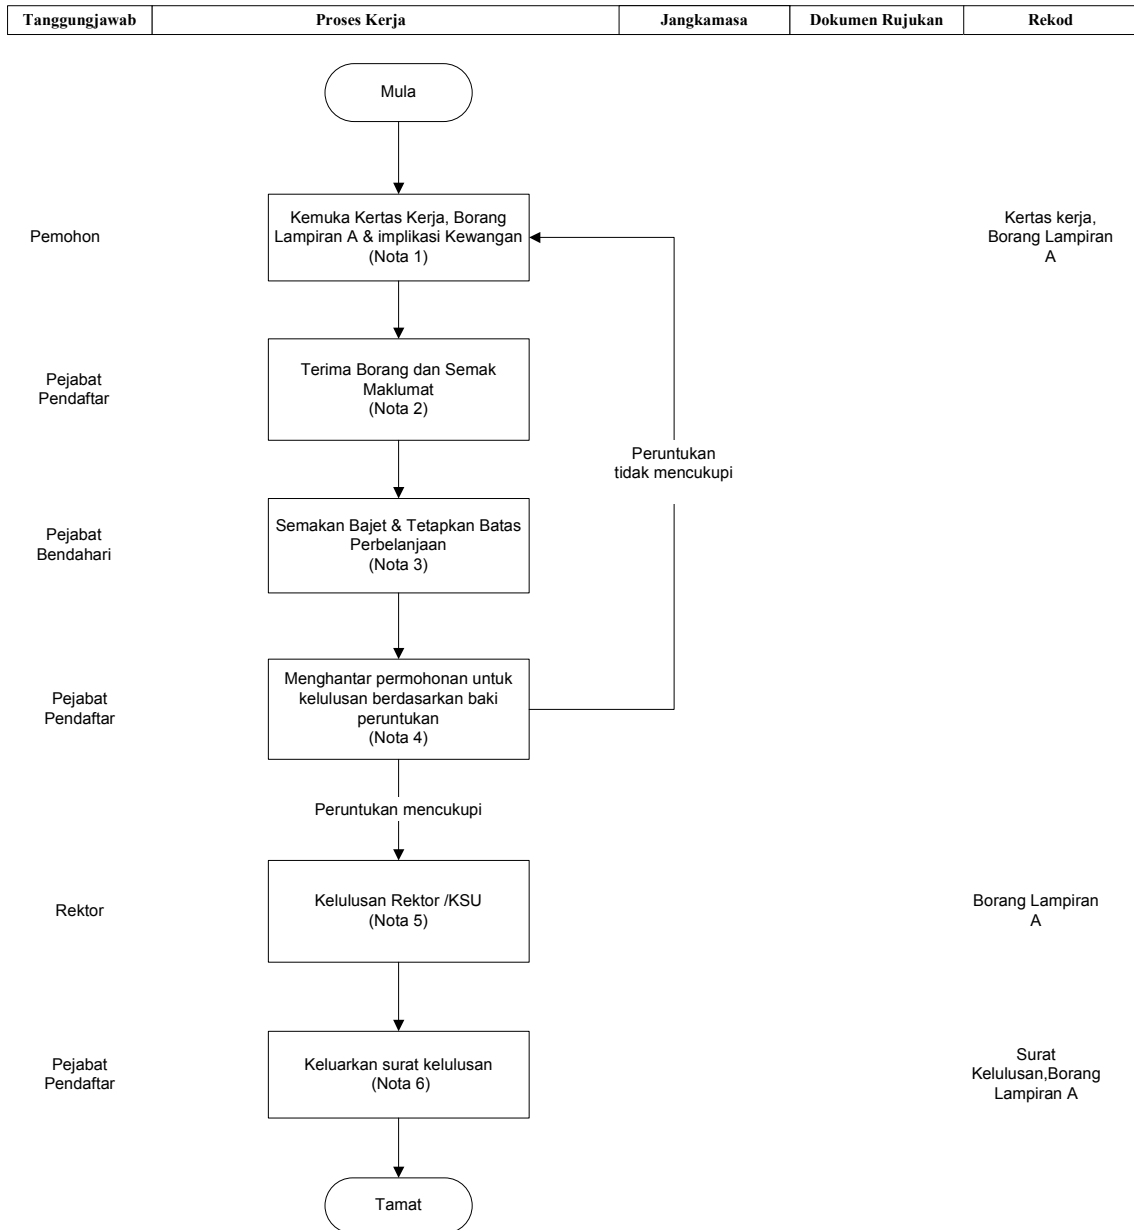 Tanggungjawab
Proses Kerja
Jangkamasa
Dokumen Rujukan
Rekod
Mula
Pemohon
Kemuka Kertas Kerja, Borang
Lampiran A & implikasi Kewangan
(Nota 1)
Kertas kerja,
Borang Lampiran
A
Pejabat
Pendaftar
Terima Borang dan Semak
Maklumat
(Nota 2)
Peruntukan
tidak mencukupi
Pejabat
Bendahari
Semakan Bajet & Tetapkan Batas
Perbelanjaan
(Nota 3)
Pejabat
Pendaftar
Menghantar permohonan untuk
kelulusan berdasarkan baki
peruntukan
(Nota 4)
Peruntukan mencukupi
Rektor
Kelulusan Rektor /KSU
(Nota 5)
Borang Lampiran
A
Pejabat
Pendaftar
Keluarkan surat kelulusan
(Nota 6)
Surat
Kelulusan,Borang
Lampiran A
Tamat